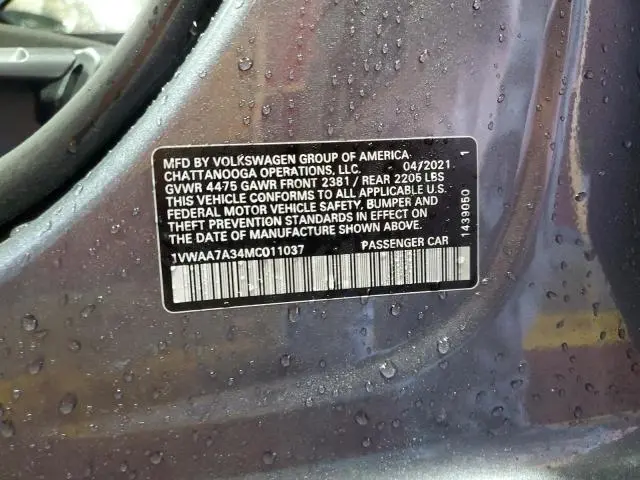 MFD BY VOLKSWAGEN GROUP OF AMERICA
CHATTANOOGA OPERATIONS, LLC. 04/2021
GVWR 4475 GAWR FRONT 2381 / REAR 2205 LBS
THIS VEHICLE CONFORMS TO ALL APPLICABLE U.S.
FEDERAL MOTOR VEHICLE SAFETY, BUMPER AND
THEFT PREVENTION STANDARDS IN EFFECT ON
THE DATE OF MANUFACTURE SHOWN ABOVE.
1VWAA7A34MC011037 PASSENGER CAR
1439050 1